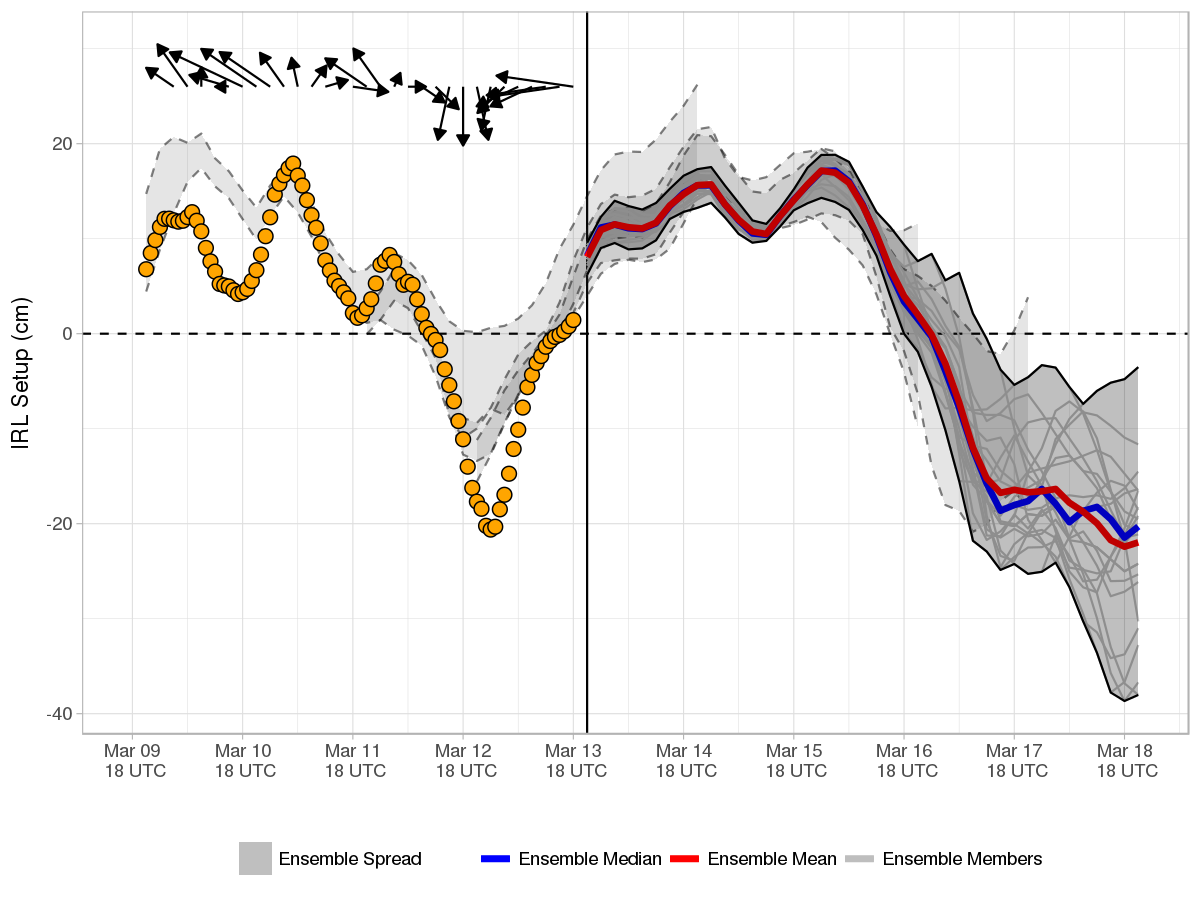 IRL Setup (cm)
20
0
-20
-40
Mar 09 Mar 10 Mar 11 Mar 12 Mar 13 Mar 14 Mar 15 Mar 16 Mar 17 Mar 18
18 UTC 18 UTC 18 UTC 18 UTC 18 UTC 18 UTC 18 UTC 18 UTC 18 UTC 18 UTC
Ensemble Spread Ensemble Median Ensemble Mean Ensemble Members